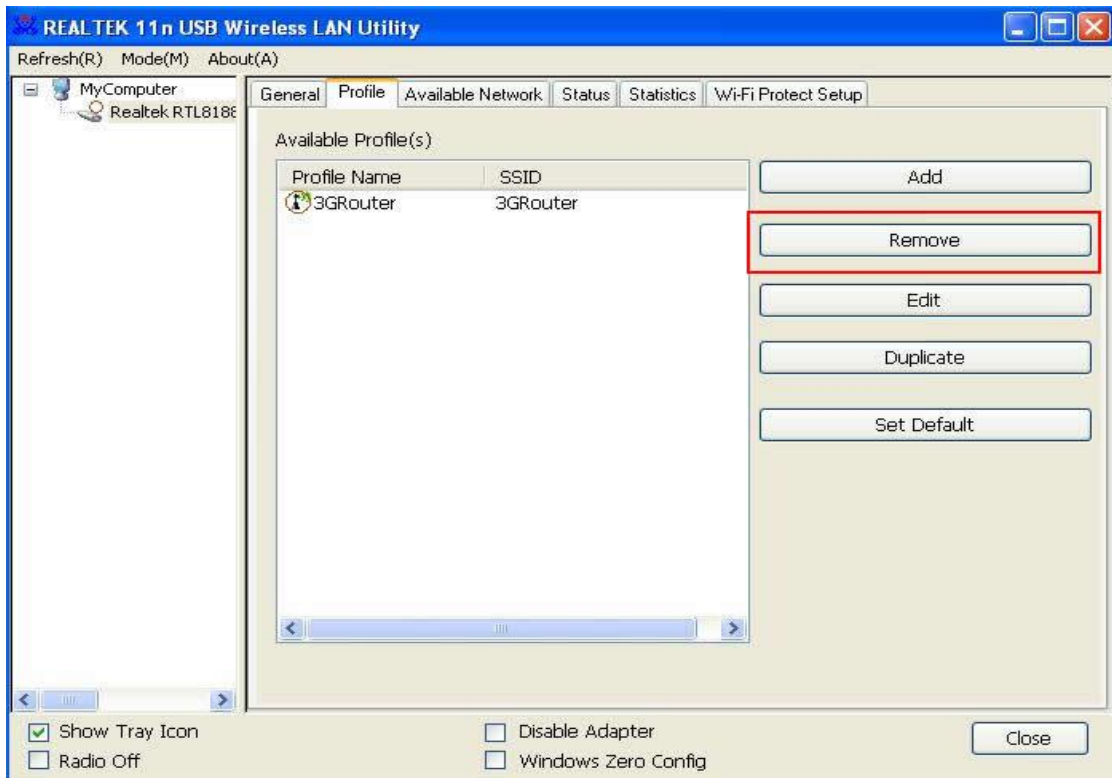 REALTEK 11n USB Wireless LAN Utility
Refresh(R) Mode(M) About(A)
MyComputer
Realtek RTL8188
General Profile Available Network Status Statistics Wi-Fi Protect Setup
Available Profile(s)
Profile Name SSID
3GRouter 3GRouter
Add
Remove
Edit
Duplicate
Set Default
Show Tray Icon
Radio Off
Disable Adapter
Windows Zero Config
Close